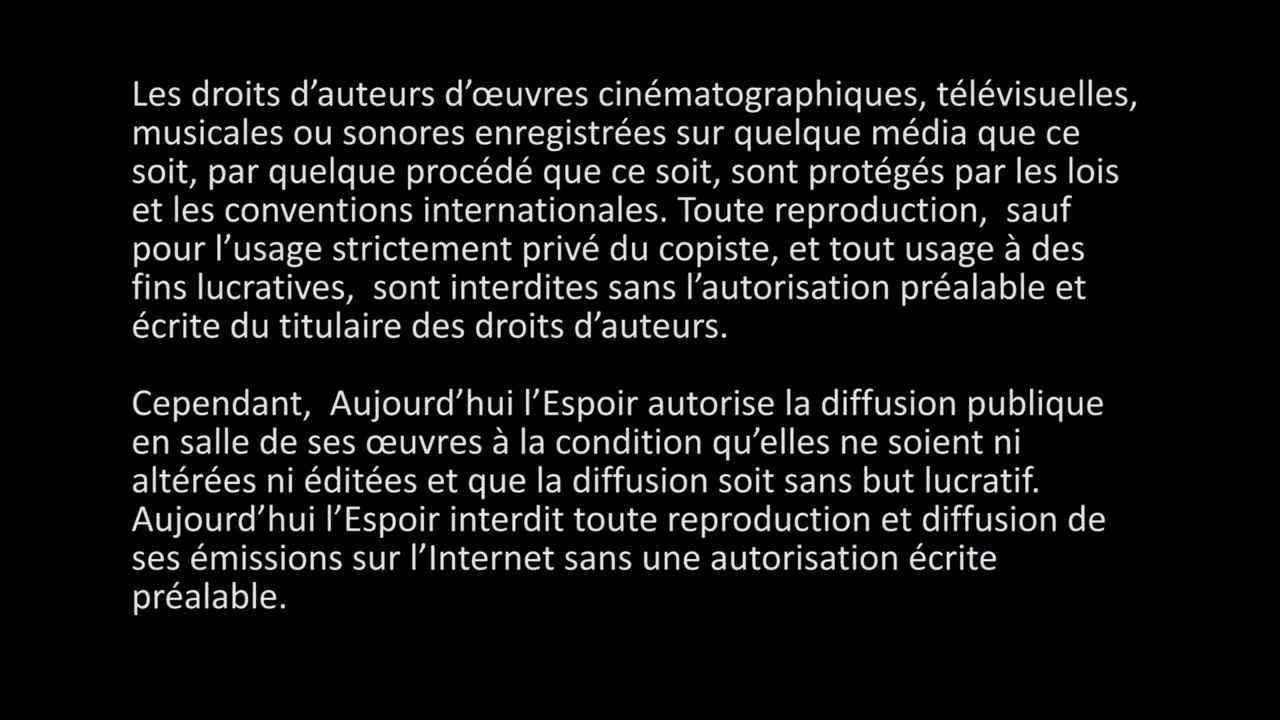 Les droits d’auteurs d’œuvres cinématographiques, télévisuelles,
musicales ou sonores enregistrées sur quelque média que ce
soit, par quelque procédé que ce soit, sont protégés par les lois
et les conventions internationales. Toute reproduction,  sauf
pour l’usage strictement privé du copiste, et tout usage à des
fins lucratives,  sont interdites sans l’autorisation préalable et
écrite du titulaire des droits d’auteurs.
Cependant,  Aujourd’hui l’Espoir autorise la diffusion publique
en salle de ses œuvres à la condition qu’elles ne soient ni
altérées ni éditées et que la diffusion soit sans but lucratif.
Aujourd’hui l’Espoir interdit toute reproduction et diffusion de
ses émissions sur l’Internet sans une autorisation écrite
préalable.